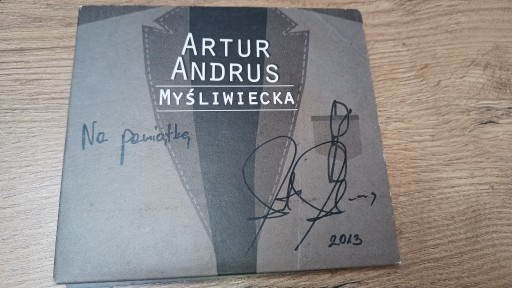 ARTUR
ANDRUS
MYŚLIWIECKA
Na pamiątkę
2013